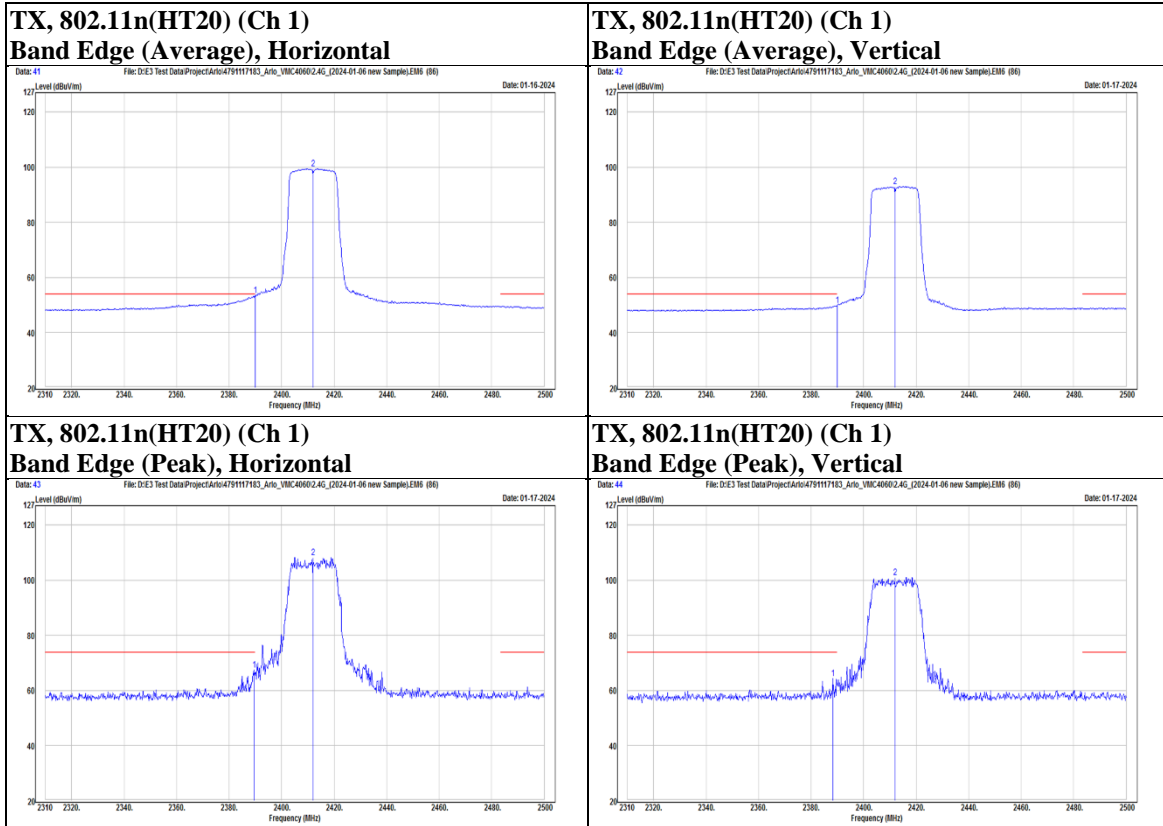 TX, 802.11n(HT20) (Ch 1)
Band Edge (Average), Horizontal
Data: 41 File: D:\E3 Test Data\Project\Arlo\4791117183_Arlo_VMC4060\2.4G_(2024-01-06 new Sample).EM6 (86)
127 Level (dBuV/m) Date: 01-16-2024
120
100
80
60
40
20
1
2
2310 2320. 2340. 2360. 2380. 2400. 2420. 2440. 2460. 2480. 2500
Frequency (MHz)
TX, 802.11n(HT20) (Ch 1)
Band Edge (Average), Vertical
Data: 42 File: D:\E3 Test Data\Project\Arlo\4791117183_Arlo_VMC4060\2.4G_(2024-01-06 new Sample).EM6 (86)
127 Level (dBuV/m) Date: 01-17-2024
120
100
80
60
40
20
1
2
2310 2320. 2340. 2360. 2380. 2400. 2420. 2440. 2460. 2480. 2500
Frequency (MHz)
TX, 802.11n(HT20) (Ch 1)
Band Edge (Peak), Horizontal
Data: 43 File: D:\E3 Test Data\Project\Arlo\4791117183_Arlo_VMC4060\2.4G_(2024-01-06 new Sample).EM6 (86)
127 Level (dBuV/m) Date: 01-17-2024
120
100
80
60
40
20
1
2
2310 2320. 2340. 2360. 2380. 2400. 2420. 2440. 2460. 2480. 2500
Frequency (MHz)
TX, 802.11n(HT20) (Ch 1)
Band Edge (Peak), Vertical
Data: 44 File: D:\E3 Test Data\Project\Arlo\4791117183_Arlo_VMC4060\2.4G_(2024-01-06 new Sample).EM6 (86)
127 Level (dBuV/m) Date: 01-17-2024
120
100
80
60
40
20
1
2
2310 2320. 2340. 2360. 2380. 2400. 2420. 2440. 2460. 2480. 2500
Frequency (MHz)